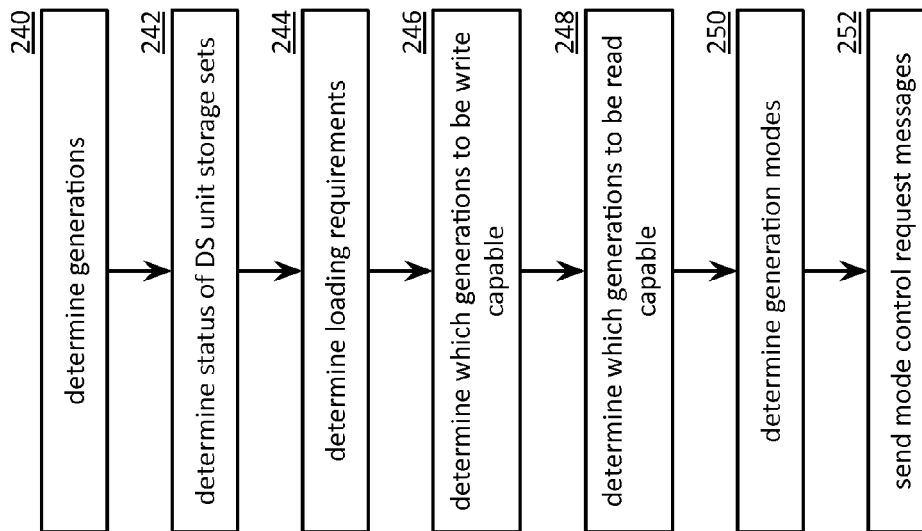 240
determine generations
242
determine status of DS unit storage sets
244
determine loading requirements
246
determine which generations to be write
capable
248
determine which generations to be read
capable
250
determine generation modes
252
send mode control request messages